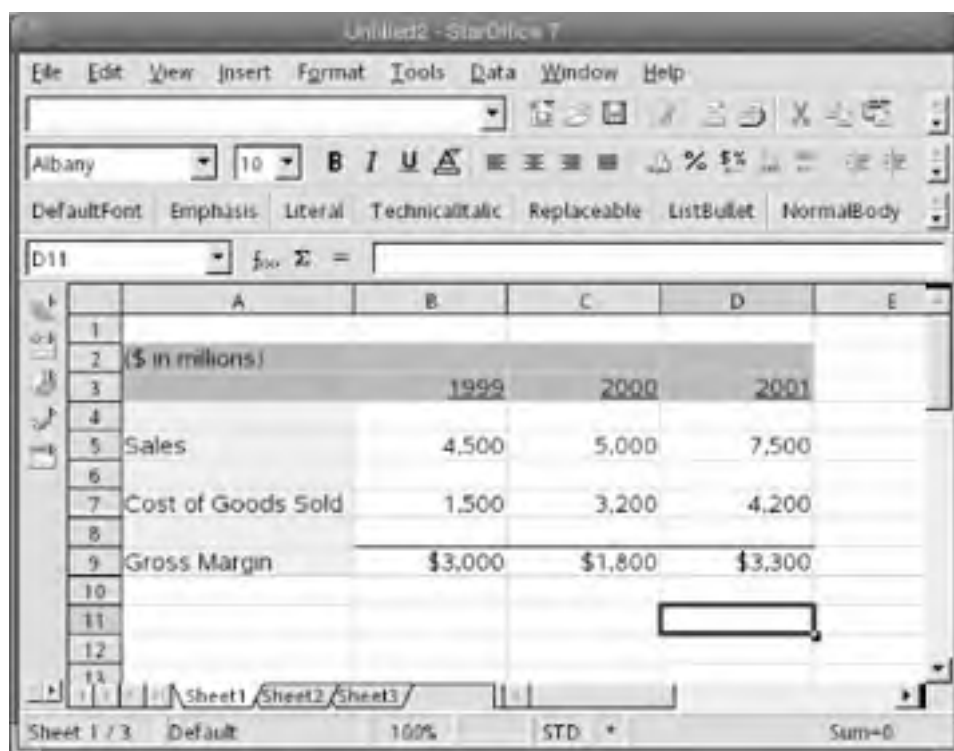 Untitled2 - StarOffice 7
File Edit View Insert Format Tools Data Window Help
Albany 10 B I U A % $%
DefaultFont Emphasis Literal TechnicalItalic Replaceable ListBullet NormalBody
D11 f(x) Σ =
A B C D E
1
2 ($ in millions)
3 1999 2000 2001
4
5 Sales 4,500 5,000 7,500
6
7 Cost of Goods Sold 1,500 3,200 4,200
8
9 Gross Margin $3,000 $1,800 $3,300
10
11
12
13
Sheet1 Sheet2 Sheet3
Sheet 1 / 3 Default 100% STD * Sum=0